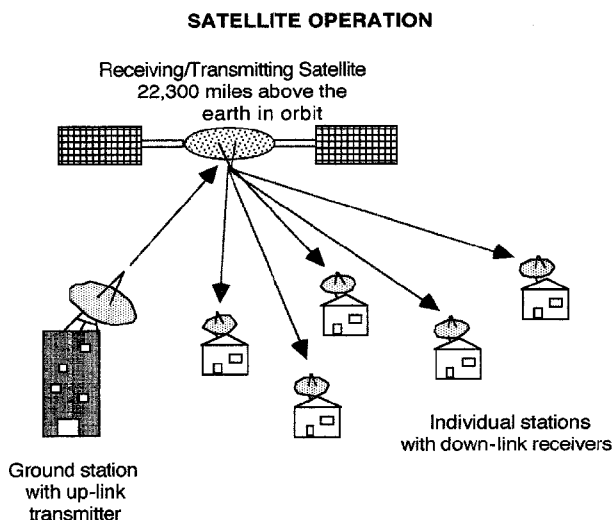 SATELLITE OPERATION
Receiving/Transmitting Satellite
22,300 miles above the
earth in orbit
Individual stations
with down-link receivers
Ground station
with up-link
transmitter